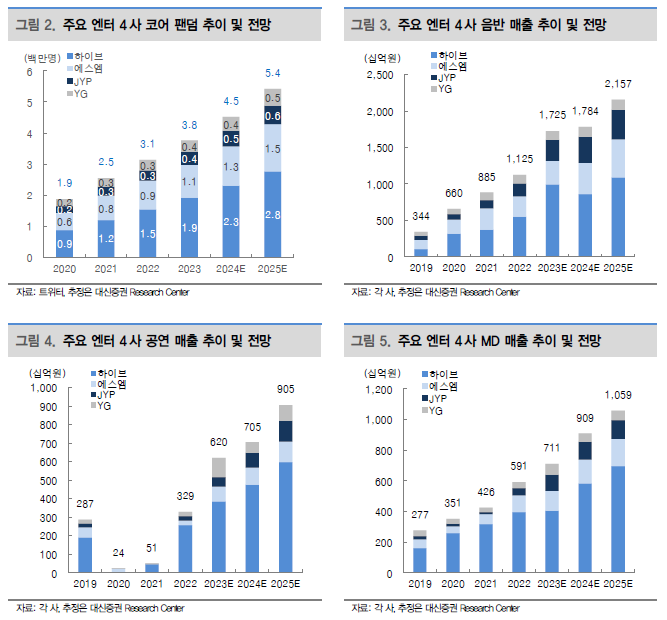 그림 2. 주요 엔터 4사 코어 팬덤 추이 및 전망
(백만명)
하이브
에스엠
JYP
YG
6
5
4
3
2
1
0
1.9
2.5
3.1
3.8
4.5
5.4
0.2
0.3
0.3
0.4
0.4
0.5
0.2
0.3
0.3
0.4
0.5
0.6
0.6
0.8
0.9
1.1
1.3
1.5
0.9
1.2
1.5
1.9
2.3
2.8
2020 2021 2022 2023 2024E 2025E
자료: 트위터, 추정은 대신증권 Research Center
그림 3. 주요 엔터 4사 음반 매출 추이 및 전망
(십억원)
하이브
에스엠
JYP
YG
2,500
2,000
1,500
1,000
500
0
344
660
885
1,125
1,725
1,784
2,157
2019 2020 2021 2022 2023E 2024E 2025E
자료: 각 사, 추정은 대신증권 Research Center
그림 4. 주요 엔터 4사 공연 매출 추이 및 전망
(십억원)
하이브
에스엠
JYP
YG
1,000
900
800
700
600
500
400
300
200
100
0
287
24
51
329
620
705
905
2019 2020 2021 2022 2023E 2024E 2025E
자료: 각 사, 추정은 대신증권 Research Center
그림 5. 주요 엔터 4사 MD 매출 추이 및 전망
(십억원)
하이브
에스엠
JYP
YG
1,200
1,000
800
600
400
200
0
277
351
426
591
711
909
1,059
2019 2020 2021 2022 2023E 2024E 2025E
자료: 각 사, 추정은 대신증권 Research Center